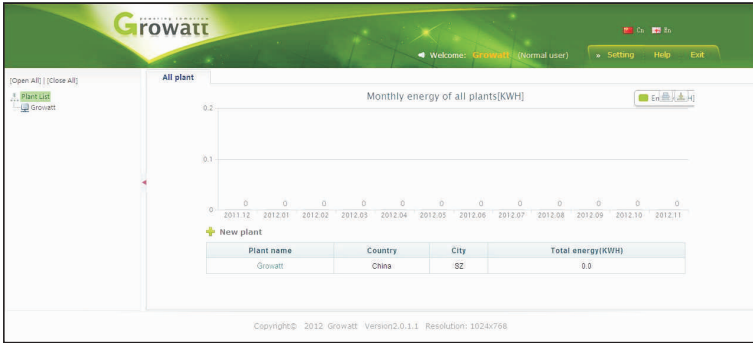 Growatt
powering tomorrow
Cn En
Welcome: Growatt (Normal user) » Setting Help Exit
[Open All] | [Close All]
All plant
Plant List
Growatt
Monthly energy of all plants[KWH]
0.2
0.1
0
0 0 0 0 0 0 0 0 0 0 0 0
2011.12 2012.01 2012.02 2012.03 2012.04 2012.05 2012.06 2012.07 2012.08 2012.09 2012.10 2012.11
New plant
Plant name Country City Total energy(KWH)
Growatt China SZ 0.0
Copyright© 2012 Growatt Version2.0.1.1 Resolution: 1024x768